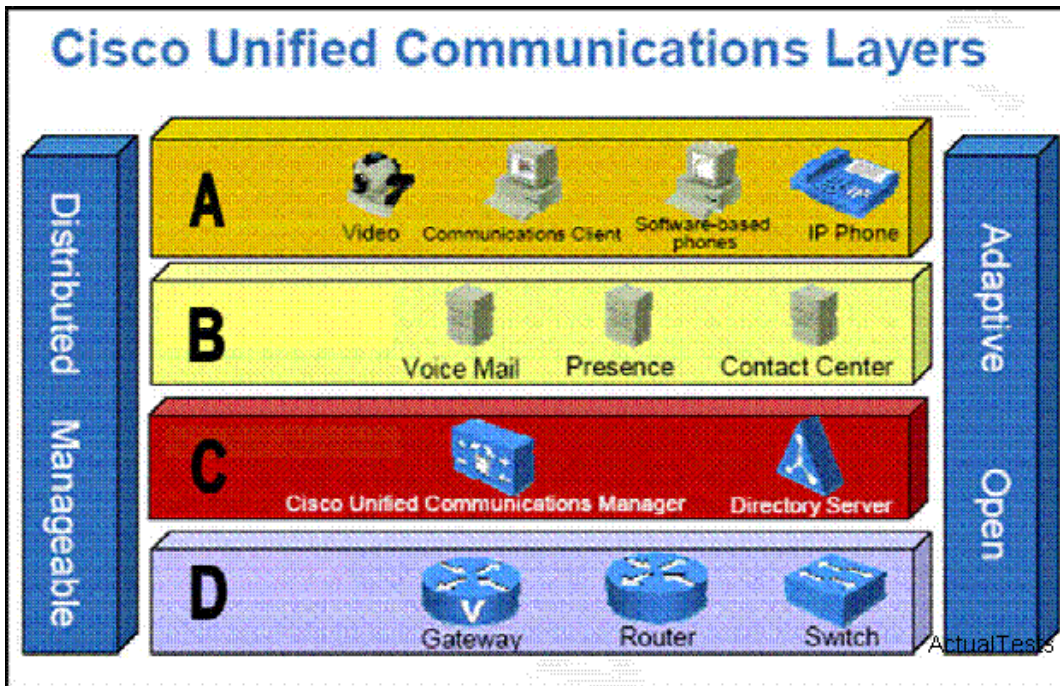 Cisco Unified Communications Layers
Distributed Manageable
A
Video
Communications Client
Software-based
phones
IP Phone
B
Voice Mail
Presence
Contact Center
C
Cisco Unified Communications Manager
Directory Server
D
V
Gateway
Router
Switch
Adaptive Open
ActualTests